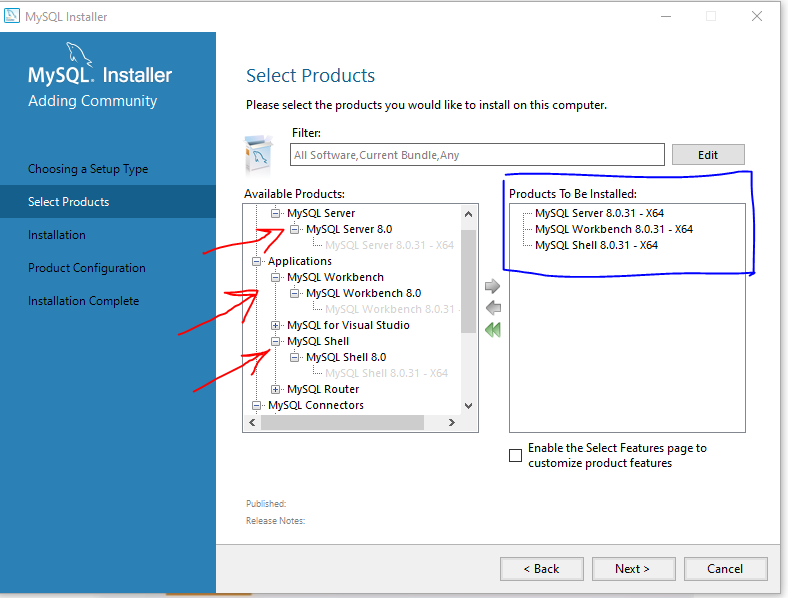 MySQL Installer
MySQL. Installer
Adding Community
Choosing a Setup Type
Select Products
Installation
Product Configuration
Installation Complete
Select Products
Please select the products you would like to install on this computer.
Filter:
All Software,Current Bundle,Any
Edit
Available Products:
MySQL Server
MySQL Server 8.0
MySQL Server 8.0.31 - X64
Applications
MySQL Workbench
MySQL Workbench 8.0
MySQL Workbench 8.0.31
MySQL for Visual Studio
MySQL Shell
MySQL Shell 8.0
MySQL Shell 8.0.31 - X64
MySQL Router
MySQL Connectors
Products To Be Installed:
MySQL Server 8.0.31 - X64
MySQL Workbench 8.0.31 - X64
MySQL Shell 8.0.31 - X64
Enable the Select Features page to
customize product features
Published:
Release Notes:
< Back
Next >
Cancel